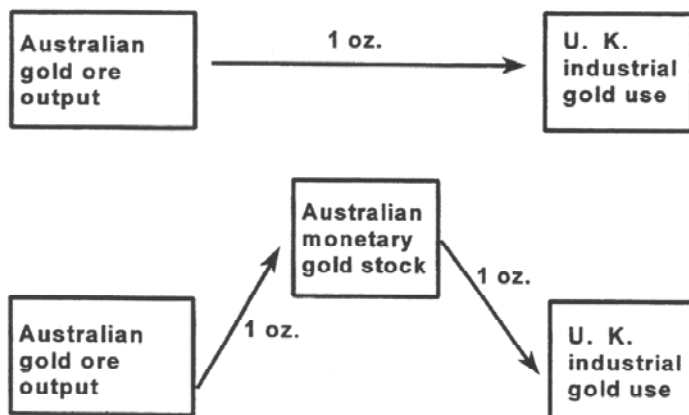 Australian
gold ore
output
1 oz.
U. K.
industrial
gold use
Australian
monetary
gold stock
1 oz.
1 oz.
Australian
gold ore
output
U. K.
industrial
gold use